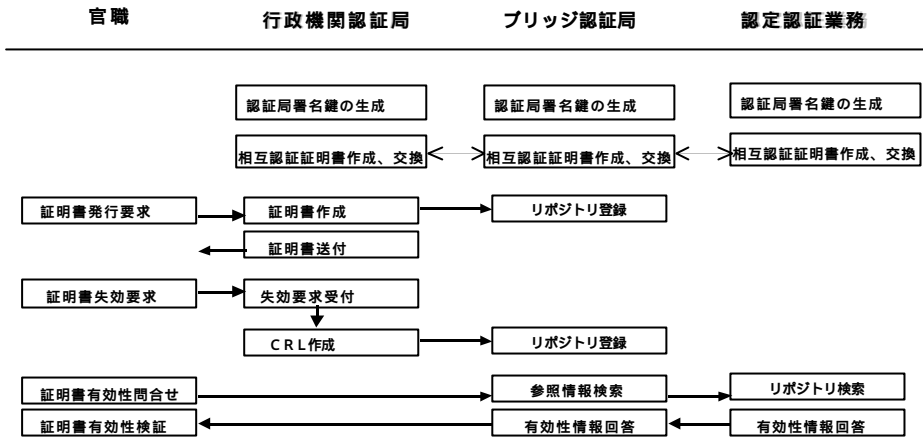 官職 行政機関認証局 ブリッジ認証局 認定認証業務
認証局署名鍵の生成 認証局署名鍵の生成 認証局署名鍵の生成
相互認証証明書作成、交換 相互認証証明書作成、交換 相互認証証明書作成、交換
証明書発行要求 証明書作成 リポジトリ登録
証明書送付
証明書失効要求 失効要求受付
CRL作成 リポジトリ登録
証明書有効性問合せ 参照情報検索 リポジトリ検索
証明書有効性検証 有効性情報回答 有効性情報回答